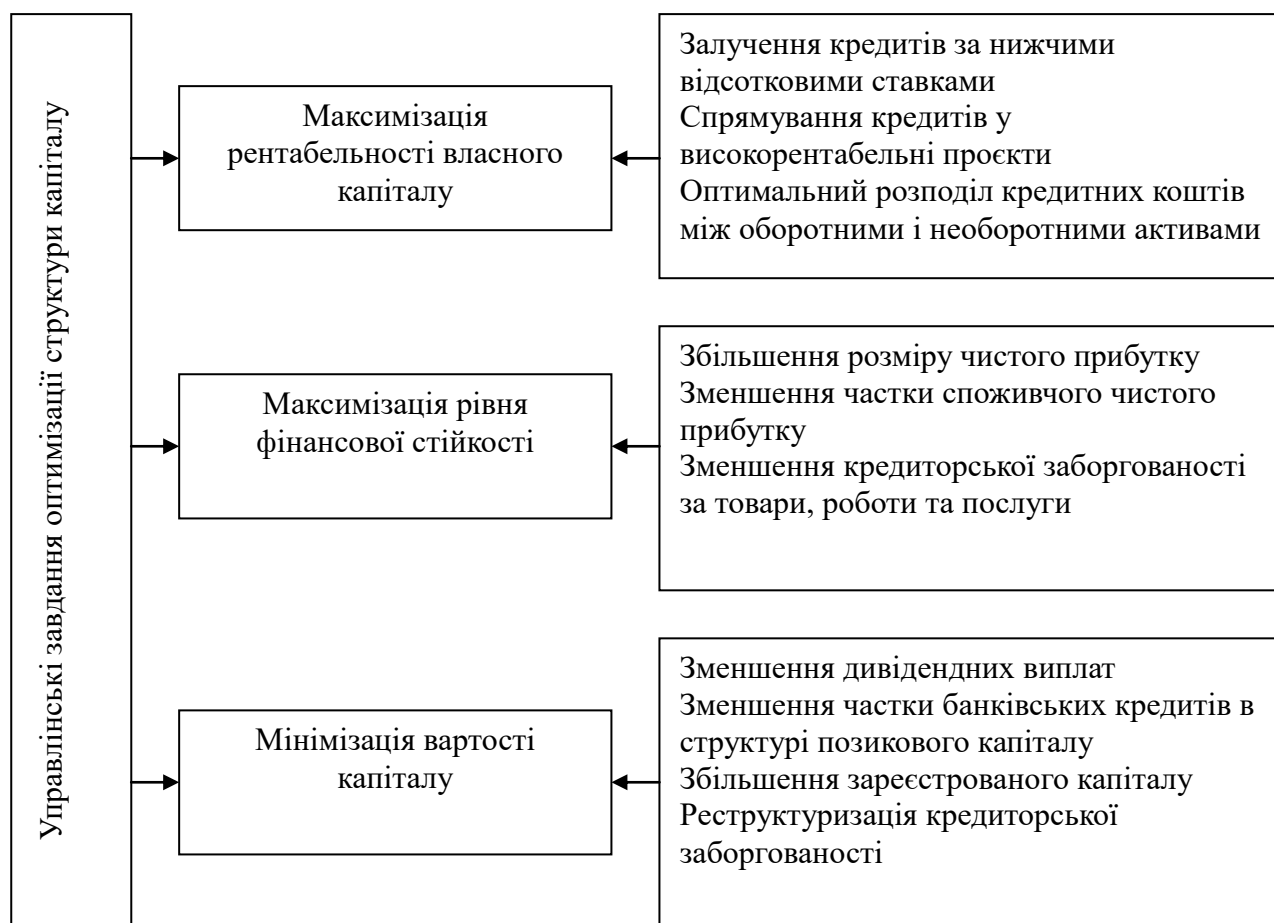 Управлінські завдання оптимізації структури капіталу
Максимізація
рентабельності власного
капіталу
Залучення кредитів за нижчими
відсотковими ставками
Спрямування кредитів у
високорентабельні проєкти
Оптимальний розподіл кредитних коштів
між оборотними і необоротними активами
Максимізація рівня
фінансової стійкості
Збільшення розміру чистого прибутку
Зменшення частки споживчого чистого
прибутку
Зменшення кредиторської заборгованості
за товари, роботи та послуги
Мінімізація вартості
капіталу
Зменшення дивідендних виплат
Зменшення частки банківських кредитів в
структурі позикового капіталу
Збільшення зареєстрованого капіталу
Реструктуризація кредиторської
заборгованості